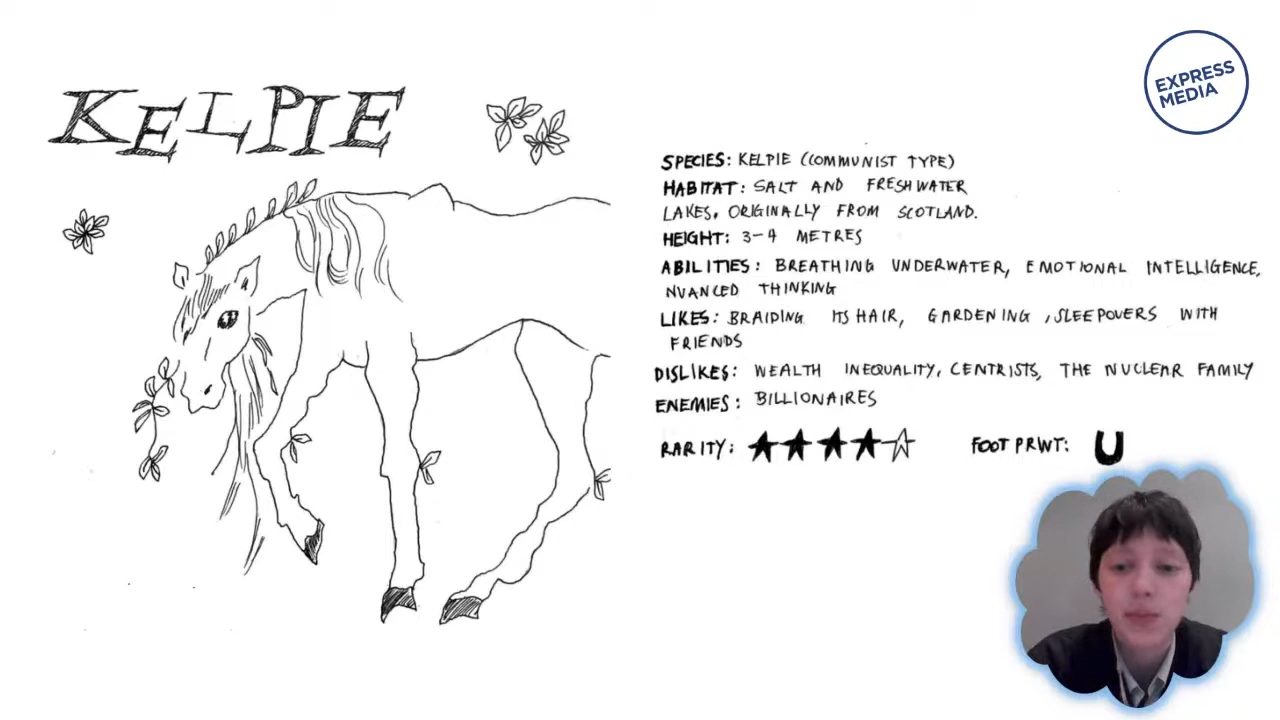 KELPIE
EXPRESS
MEDIA
SPECIES: KELPIE (COMMUNIST TYPE)
HABITAT: SALT AND FRESHWATER
LAKES, ORIGINALLY FROM SCOTLAND.
HEIGHT: 3-4 METRES
ABILITIES: BREATHING UNDERWATER, EMOTIONAL INTELLIGENCE,
NUANCED THINKING
LIKES: BRAIDING ITS HAIR, GARDENING, SLEEPOVERS WITH
FRIENDS
DISLIKES: WEALTH INEQUALITY, CENTRISTS, THE NUCLEAR FAMILY
ENEMIES: BILLIONAIRES
RARITY: FOOT PRINT: